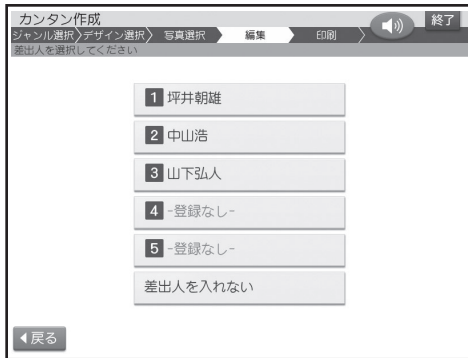 カンタン作成
終了
ジャンル選択〉デザイン選択〉 写真選択 編集 印刷
差出人を選択してください
1 坪井朝雄
2 中山浩
3 山下弘人
4 -登録なし-
5 -登録なし-
差出人を入れない
戻る